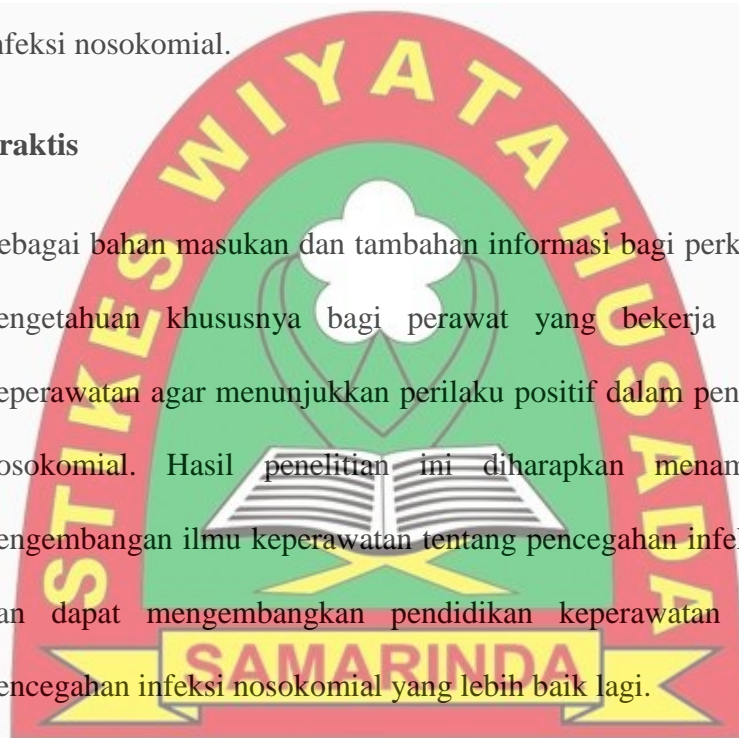 nfeksi nosokomial.
raktis
ebagai bahan masukan dan tambahan informasi bagi perk
engetahuan khususnya bagi perawat yang bekerja
eperawatan agar menunjukkan perilaku positif dalam pen
osokomial. Hasil penelitian ini diharapkan menam
engembangan ilmu keperawatan tentang pencegahan infek
an dapat mengembangkan pendidikan keperawatan
encegahan infeksi nosokomial yang lebih baik lagi.
STIKES WIYATA HUSADA
SAMARINDA